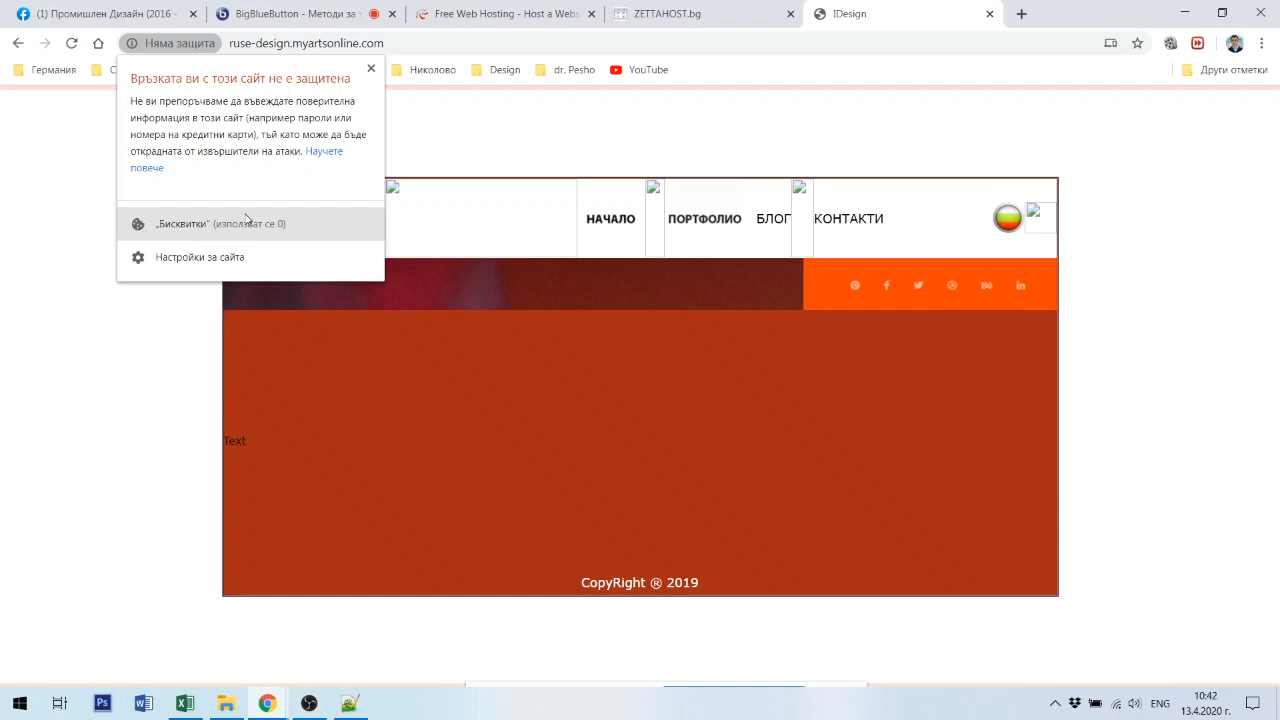 (1) Промишлен Дизайн (2016-
BigBlueButton - Методи за т
Free Web Hosting - Host a Webs
ZETTAHOST.bg
IDesign
Няма защита
ruse-design.myartsonline.com
Германия
Николово
Design
dr. Pesho
YouTube
Други отметки
Връзката ви с този сайт не е защитена
Не ви препоръчваме да въвеждате поверителна
информация в този сайт (например пароли или
номера на кредитни карти), тъй като може да бъде
открадната от извършители на атаки. Научете
повече
„Бисквитки“ (използват се 0)
Настройки за сайта
НАЧАЛО
ПОРТФОЛИО
БЛОГ
КОНТАКТИ
Text
CopyRight ® 2019
ENG
10:42
13.4.2020 г.